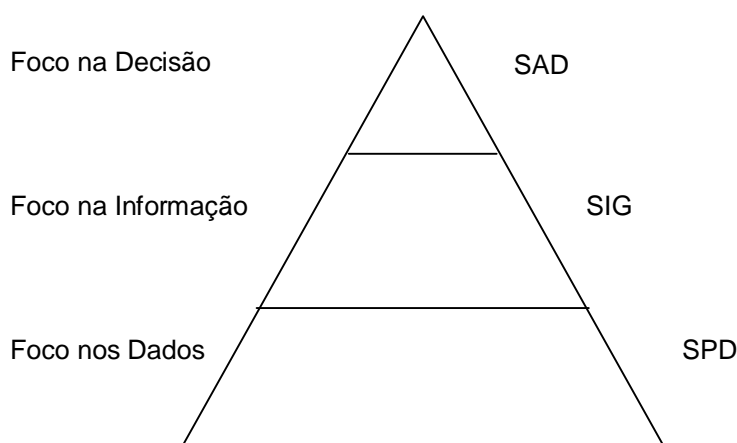 Foco na Decisão SAD
Foco na Informação SIG
Foco nos Dados SPD